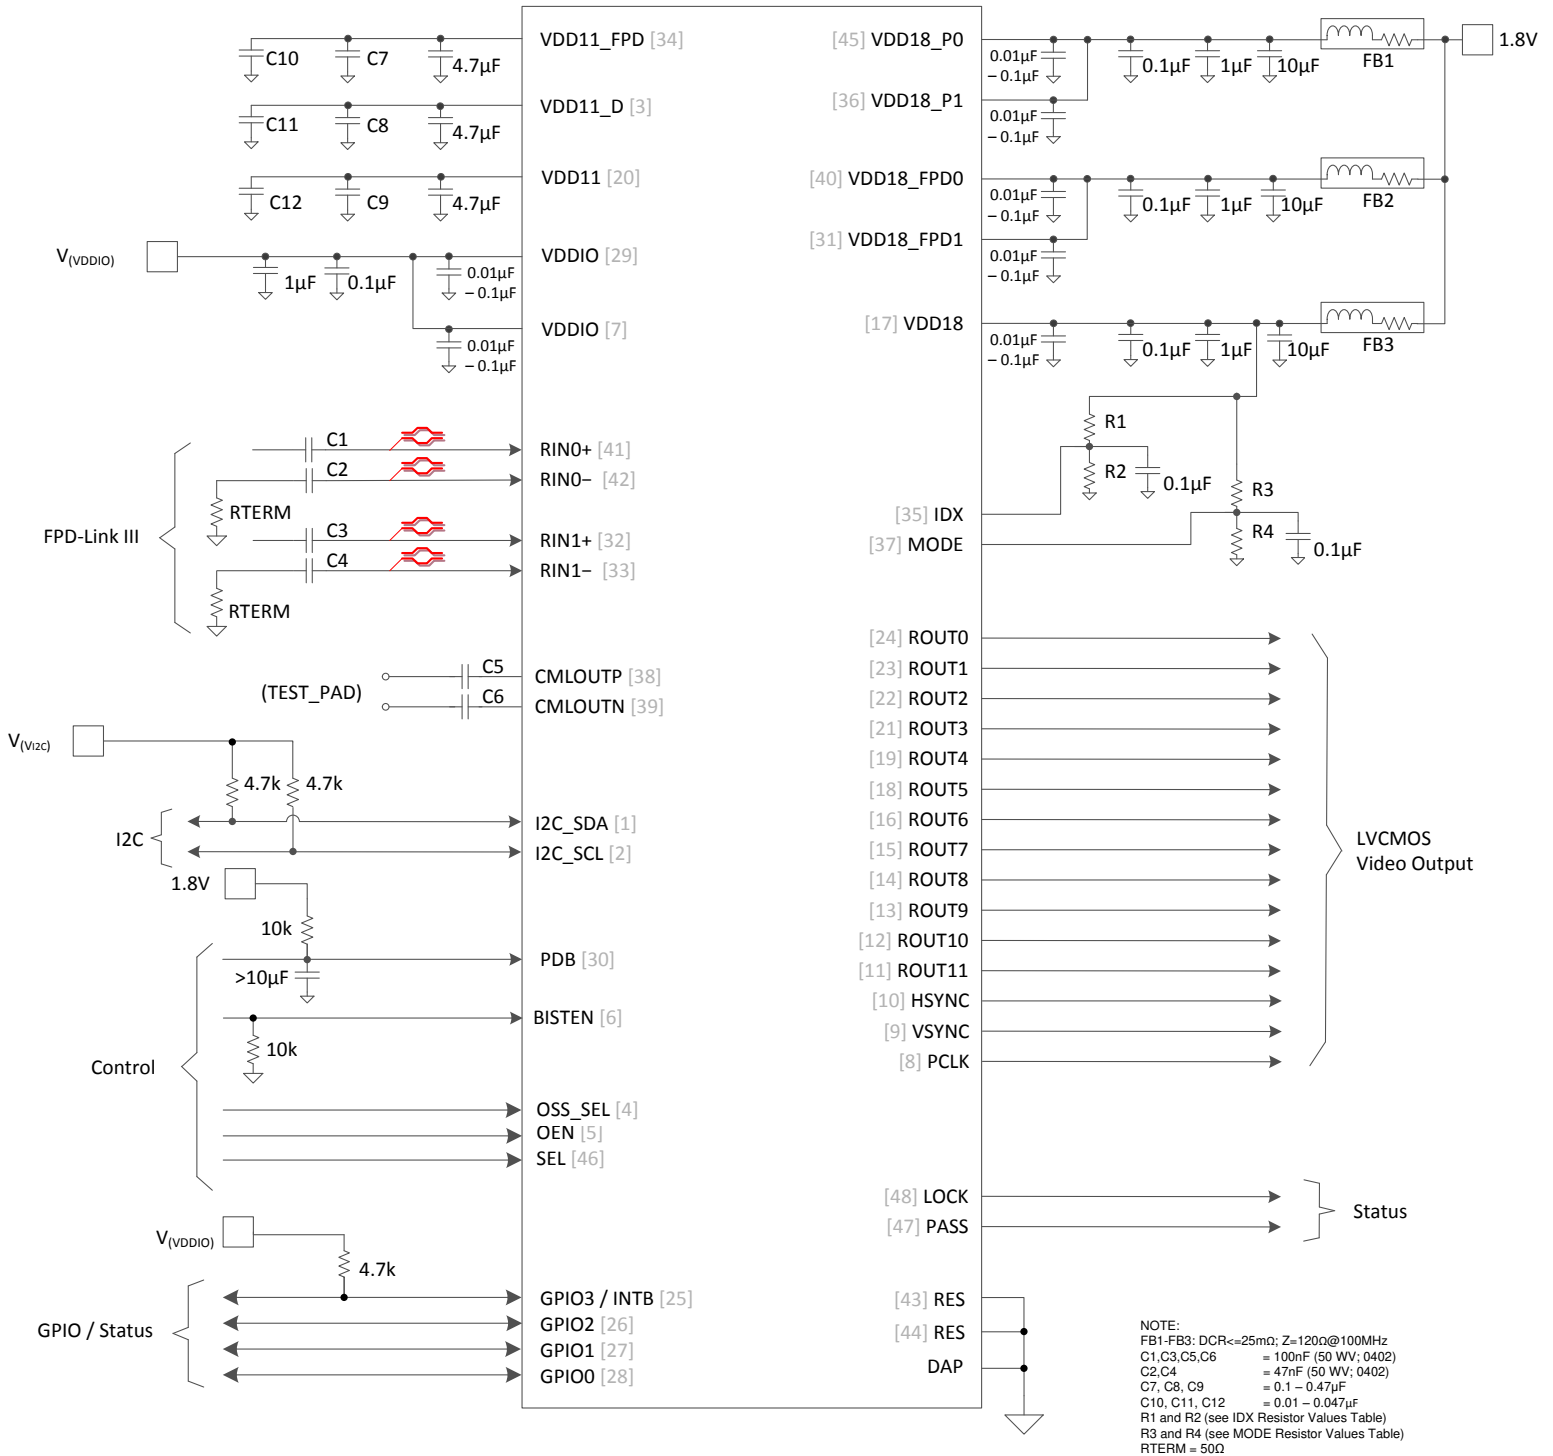 C10
C7
4.7µF
VDD11_FPD [34]
C11
C8
4.7µF
VDD11_D [3]
C12
C9
4.7µF
VDD11 [20]
V(VDDIO)
1µF
0.1µF
0.01µF
– 0.1µF
VDDIO [29]
0.01µF
– 0.1µF
VDDIO [7]
FPD-Link III
C1
RIN0+ [41]
C2
RIN0− [42]
RTERM
C3
RIN1+ [32]
C4
RIN1− [33]
RTERM
(TEST_PAD)
C5
CMLOUTP [38]
C6
CMLOUTN [39]
V(VI2C)
4.7k
4.7k
I2C
I2C_SDA [1]
I2C_SCL [2]
1.8V
10k
PDB [30]
>10µF
BISTEN [6]
10k
Control
OSS_SEL [4]
OEN [5]
SEL [46]
V(VDDIO)
4.7k
GPIO / Status
GPIO3 / INTB [25]
GPIO2 [26]
GPIO1 [27]
GPIO0 [28]
[45] VDD18_P0
0.01µF
– 0.1µF
0.1µF
1µF
10µF
FB1
1.8V
[36] VDD18_P1
0.01µF
– 0.1µF
[40] VDD18_FPD0
0.01µF
– 0.1µF
0.1µF
1µF
10µF
FB2
[31] VDD18_FPD1
0.01µF
– 0.1µF
[17] VDD18
0.01µF
– 0.1µF
0.1µF
1µF
10µF
FB3
R1
R2
0.1µF
R3
R4
0.1µF
[35] IDX
[37] MODE
[24] ROUT0
[23] ROUT1
[22] ROUT2
[21] ROUT3
[19] ROUT4
[18] ROUT5
[16] ROUT6
[15] ROUT7
[14] ROUT8
[13] ROUT9
[12] ROUT10
[11] ROUT11
[10] HSYNC
[9] VSYNC
[8] PCLK
LVCMOS
Video Output
[48] LOCK
[47] PASS
Status
[43] RES
[44] RES
DAP
NOTE:
FB1-FB3: DCR<=25mΩ; Z=120Ω@100MHz
C1,C3,C5,C6 = 100nF (50 WV; 0402)
C2,C4 = 47nF (50 WV; 0402)
C7, C8, C9 = 0.1 – 0.47µF
C10, C11, C12 = 0.01 – 0.047µF
R1 and R2 (see IDX Resistor Values Table)
R3 and R4 (see MODE Resistor Values Table)
RTERM = 50Ω